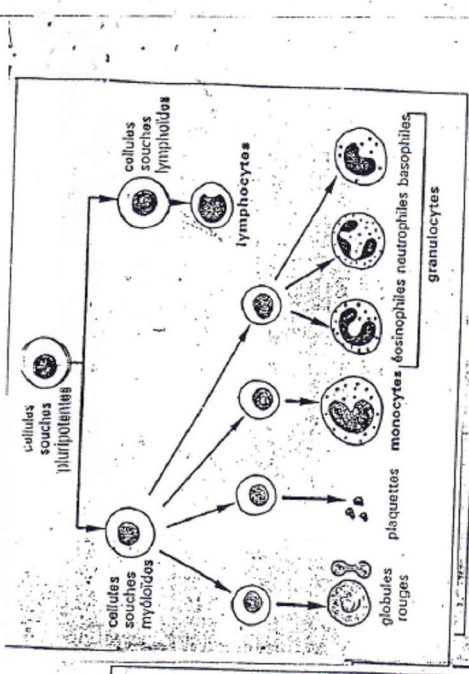 cellules
souches
pluripotentes
cellules
souches
lymphoïdes
lymphocytes
cellules
souches
myéloïdes
globules
rouges
plaquettes
monocytes
éosinophiles neutrophiles basophiles
granulocytes